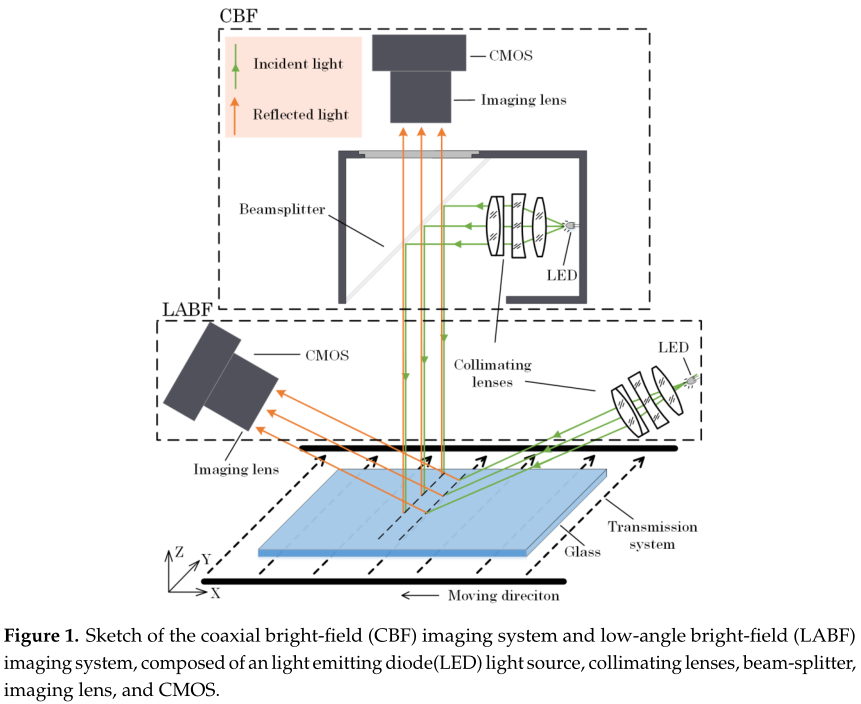 CBF
Incident light
Reflected light
CMOS
Imaging lens
Beamsplitter
LED
LABF
CMOS
Collimating
lenses
LED
Imaging lens
Transmission
system
Glass
Z
Y
X
Moving direciton
Figure 1. Sketch of the coaxial bright-field (CBF) imaging system and low-angle bright-field (LABF)
imaging system, composed of an light emitting diode(LED) light source, collimating lenses, beam-splitter,
imaging lens, and CMOS.